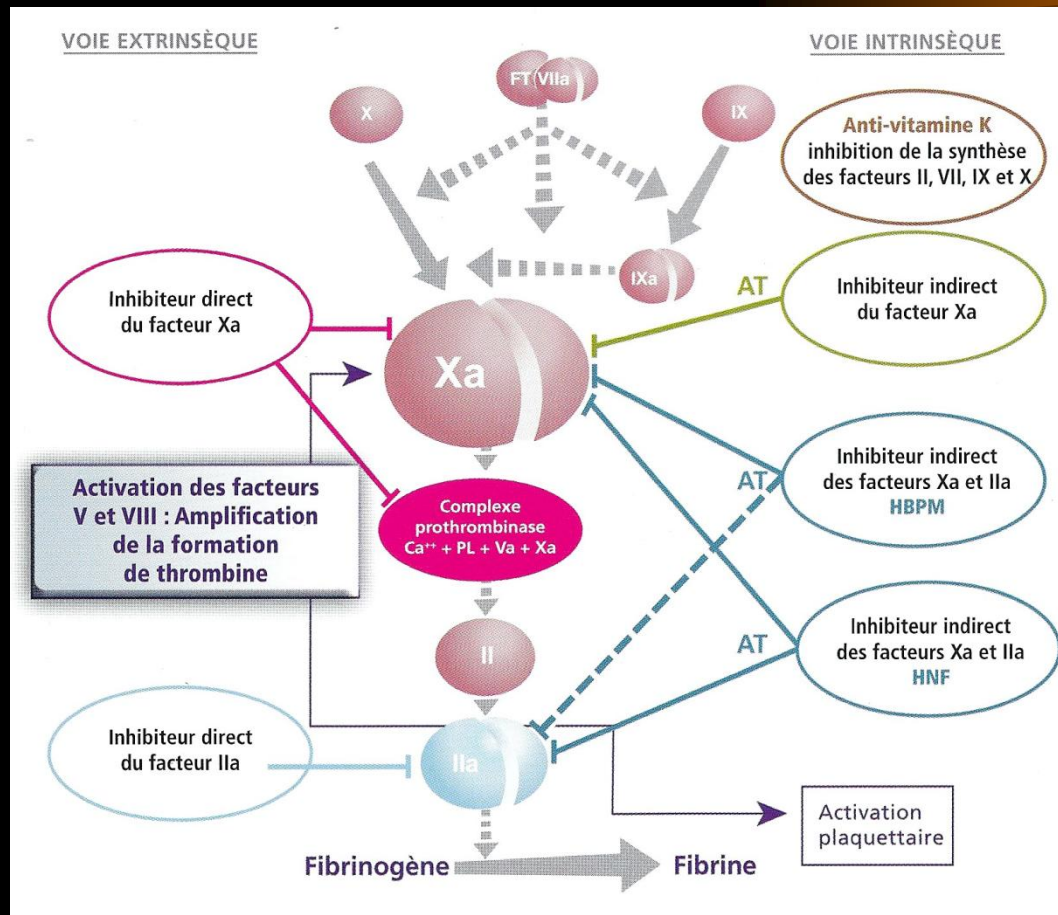 VOIE EXTRINSÈQUE
VOIE INTRINSÈQUE
FT VIIa
X
IX
Anti-vitamine K
inhibition de la synthèse
des facteurs II, VII, IX et X
IXa
AT
Inhibiteur direct
du facteur Xa
Inhibiteur indirect
du facteur Xa
Xa
Activation des facteurs
V et VIII : Amplification
de la formation
de thrombine
Complexe
prothrombinase
Ca⁺⁺ + PL + Va + Xa
AT
Inhibiteur indirect
des facteurs Xa et IIa
HBPM
II
AT
Inhibiteur indirect
des facteurs Xa et IIa
HNF
Inhibiteur direct
du facteur IIa
IIa
Activation
plaquettaire
Fibrinogène
Fibrine